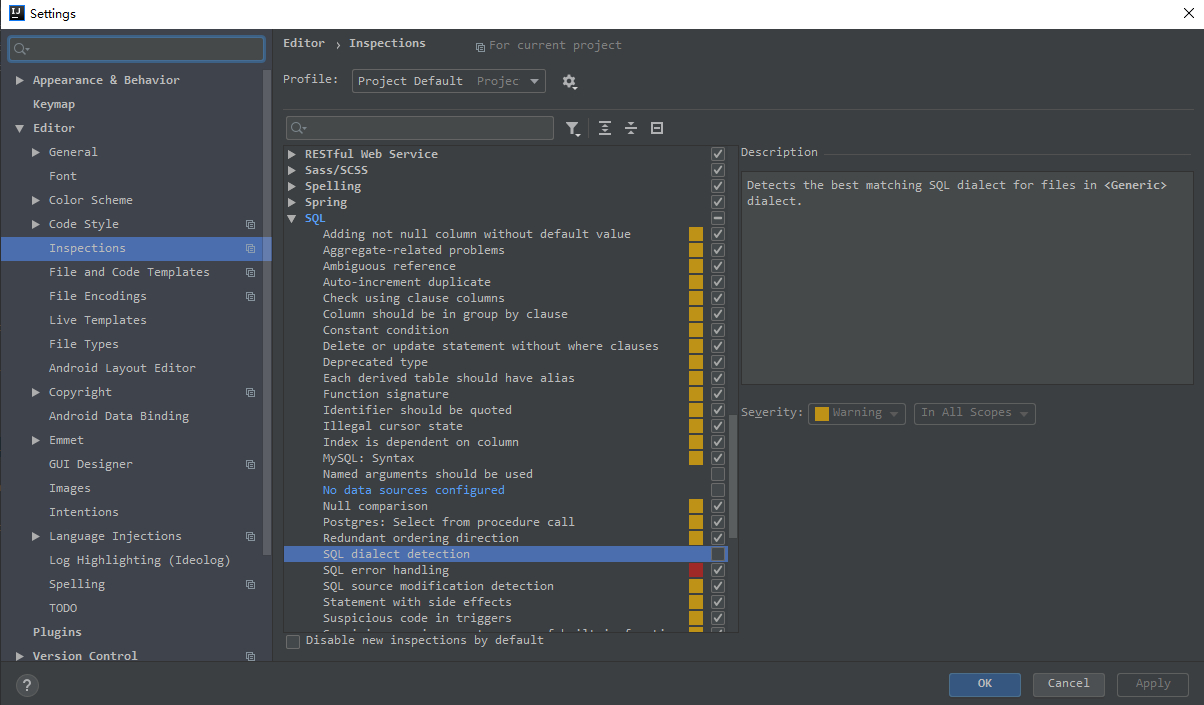 Settings
Editor › Inspections For current project
Profile: Project Default Projec
Appearance & Behavior
Keymap
Editor
General
Font
Color Scheme
Code Style
Inspections
File and Code Templates
File Encodings
Live Templates
File Types
Android Layout Editor
Copyright
Android Data Binding
Emmet
GUI Designer
Images
Intentions
Language Injections
Log Highlighting (Ideolog)
Spelling
TODO
Plugins
Version Control
RESTful Web Service
Sass/SCSS
Spelling
Spring
SQL
Adding not null column without default value
Aggregate-related problems
Ambiguous reference
Auto-increment duplicate
Check using clause columns
Column should be in group by clause
Constant condition
Delete or update statement without where clauses
Deprecated type
Each derived table should have alias
Function signature
Identifier should be quoted
Illegal cursor state
Index is dependent on column
MySQL: Syntax
Named arguments should be used
No data sources configured
Null comparison
Postgres: Select from procedure call
Redundant ordering direction
SQL dialect detection
SQL error handling
SQL source modification detection
Statement with side effects
Suspicious code in triggers
Disable new inspections by default
Description
Detects the best matching SQL dialect for files in <Generic>
dialect.
Severity: Warning In All Scopes
?
OK Cancel Apply